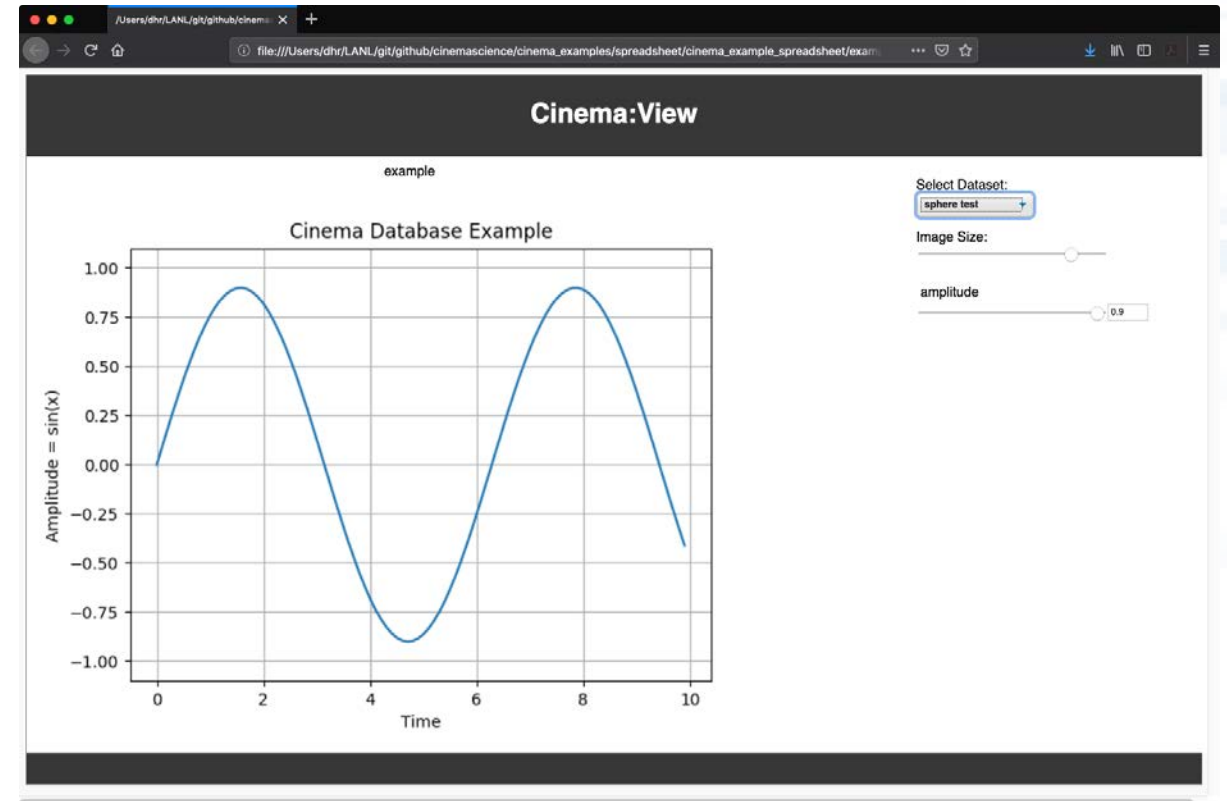 /Users/dhr/LANL/git/github/cinema
file:///Users/dhr/LANL/git/github/cinemascience/cinema_examples/spreadsheet/cinema_example_spreadsheet/exam
Cinema:View
example
Select Dataset:
sphere test
Image Size:
amplitude
0.9
Cinema Database Example
1.00
0.75
0.50
0.25
0.00
−0.25
−0.50
−0.75
−1.00
Amplitude = sin(x)
0 2 4 6 8 10
Time